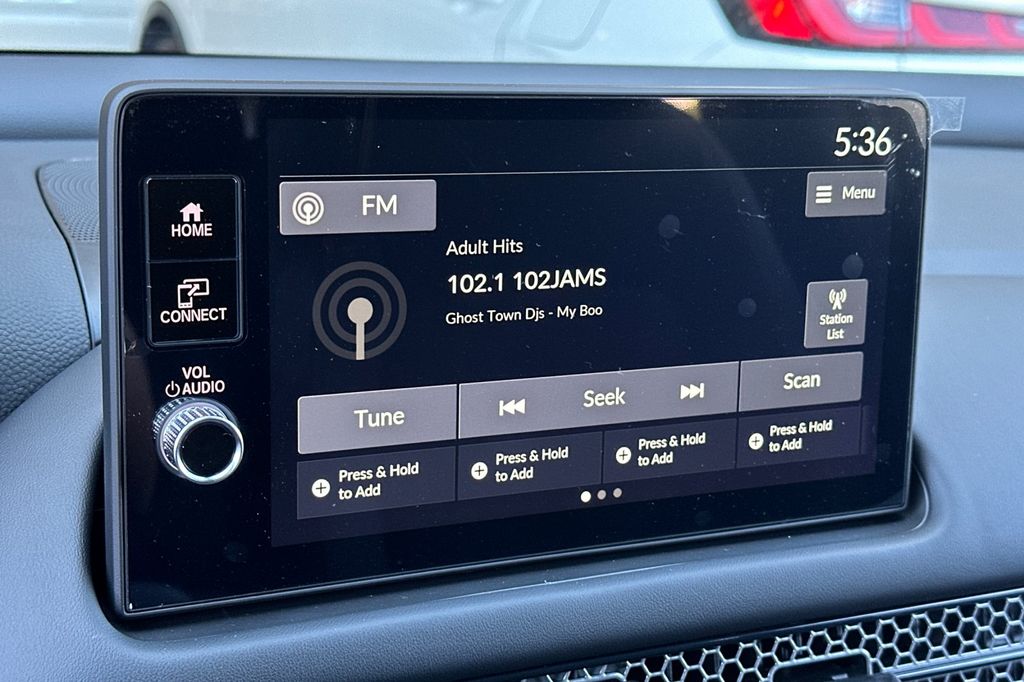 5:36
HOME
CONNECT
VOL
AUDIO
FM
Menu
Adult Hits
102.1 102JAMS
Ghost Town Djs - My Boo
Station
List
Tune
Seek
Scan
Press & Hold
to Add
Press & Hold
to Add
Press & Hold
to Add
Press & Hold
to Add